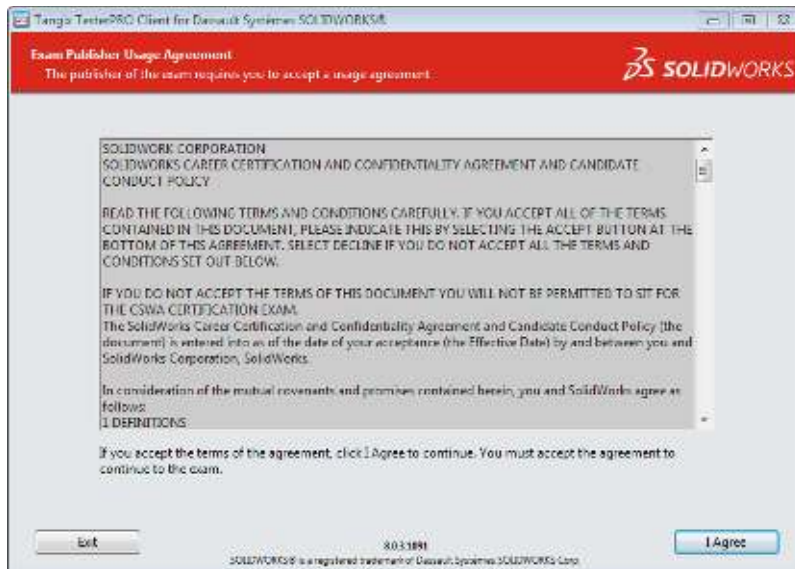 Tangix TesterPRO Client for Dassault Systèmes SOLIDWORKS®
Exam Publisher Usage Agreement
The publisher of the exam requires you to accept a usage agreement
SOLIDWORKS
SOLIDWORK CORPORATION
SOLIDWORKS CAREER CERTIFICATION AND CONFIDENTIALITY AGREEMENT AND CANDIDATE
CONDUCT POLICY
READ THE FOLLOWING TERMS AND CONDITIONS CAREFULLY. IF YOU ACCEPT ALL OF THE TERMS
CONTAINED IN THIS DOCUMENT, PLEASE INDICATE THIS BY SELECTING THE ACCEPT BUTTON AT THE
BOTTOM OF THIS AGREEMENT. SELECT DECLINE IF YOU DO NOT ACCEPT ALL THE TERMS AND
CONDITIONS SET OUT BELOW.
IF YOU DO NOT ACCEPT THE TERMS OF THIS DOCUMENT YOU WILL NOT BE PERMITTED TO SIT FOR
THE CSWA CERTIFICATION EXAM.
The SolidWorks Career Certification and Confidentiality Agreement and Candidate Conduct Policy (the
document) is entered into as of the date of your acceptance (the Effective Date) by and between you and
SolidWorks Corporation, SolidWorks.
In consideration of the mutual covenants and promises contained herein, you and SolidWorks agree as
follows:
1 DEFINITIONS
If you accept the terms of the agreement, click I Agree to continue. You must accept the agreement to
continue to the exam.
Exit
8.0.3.1091
I Agree
SOLIDWORKS® is a registered trademark of Dassault Systèmes SOLIDWORKS Corp.